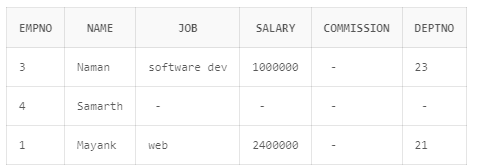 EMPNO NAME JOB SALARY COMMISSION DEPTNO
3 Naman software dev 1000000 - 23
4 Samarth - - - -
1 Mayank web 2400000 - 21